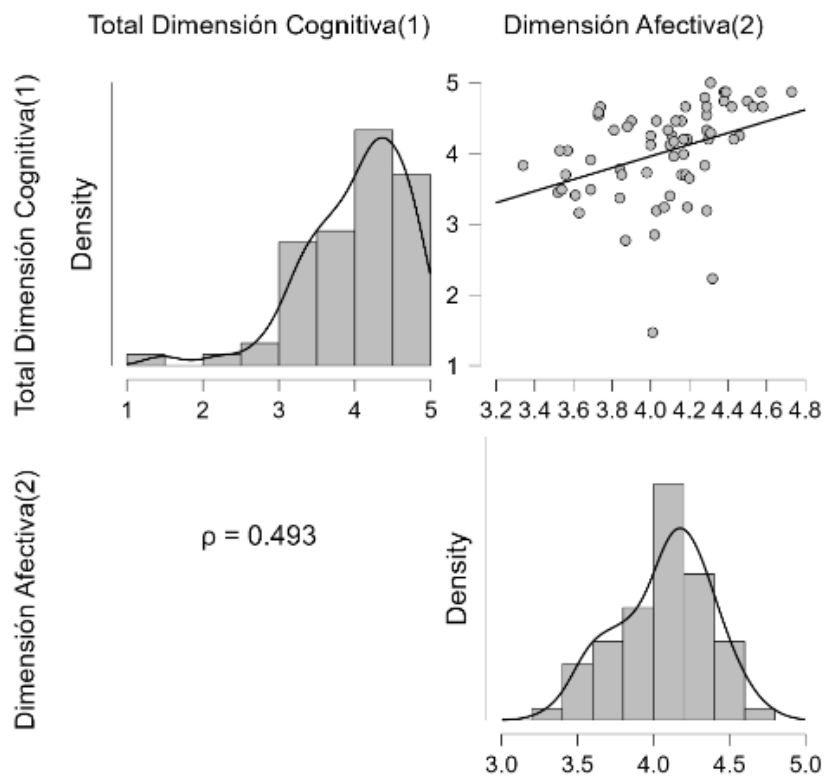 Total Dimensión Cognitiva(1)
Dimensión Afectiva(2)
Total Dimensión Cognitiva(1)
Density
1 2 3 4 5
5
4
3
2
1
3.2 3.4 3.6 3.8 4.0 4.2 4.4 4.6 4.8
Dimensión Afectiva(2)
ρ = 0.493
Density
3.0 3.5 4.0 4.5 5.0